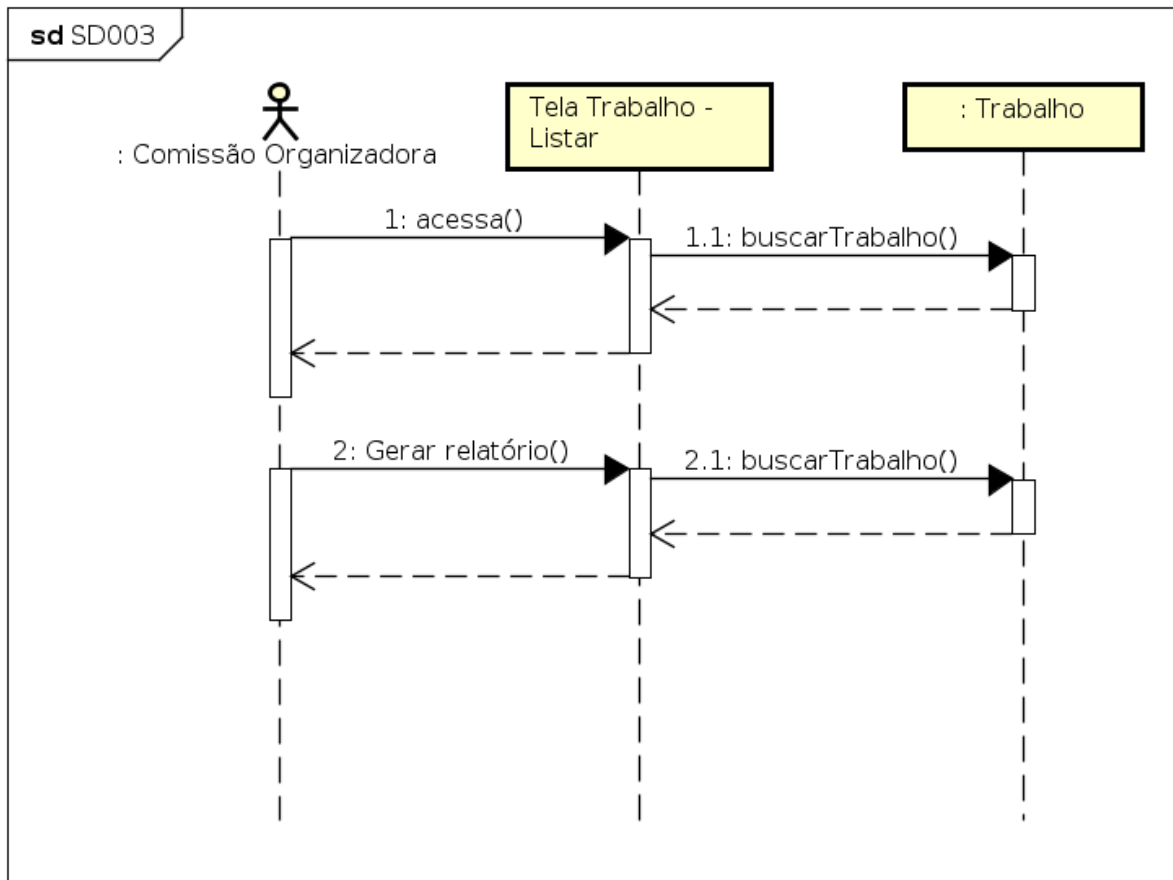 sd SD003
Tela Trabalho -
Listar
: Trabalho
: Comissão Organizadora
1: acessa()
1.1: buscarTrabalho()
2: Gerar relatório()
2.1: buscarTrabalho()